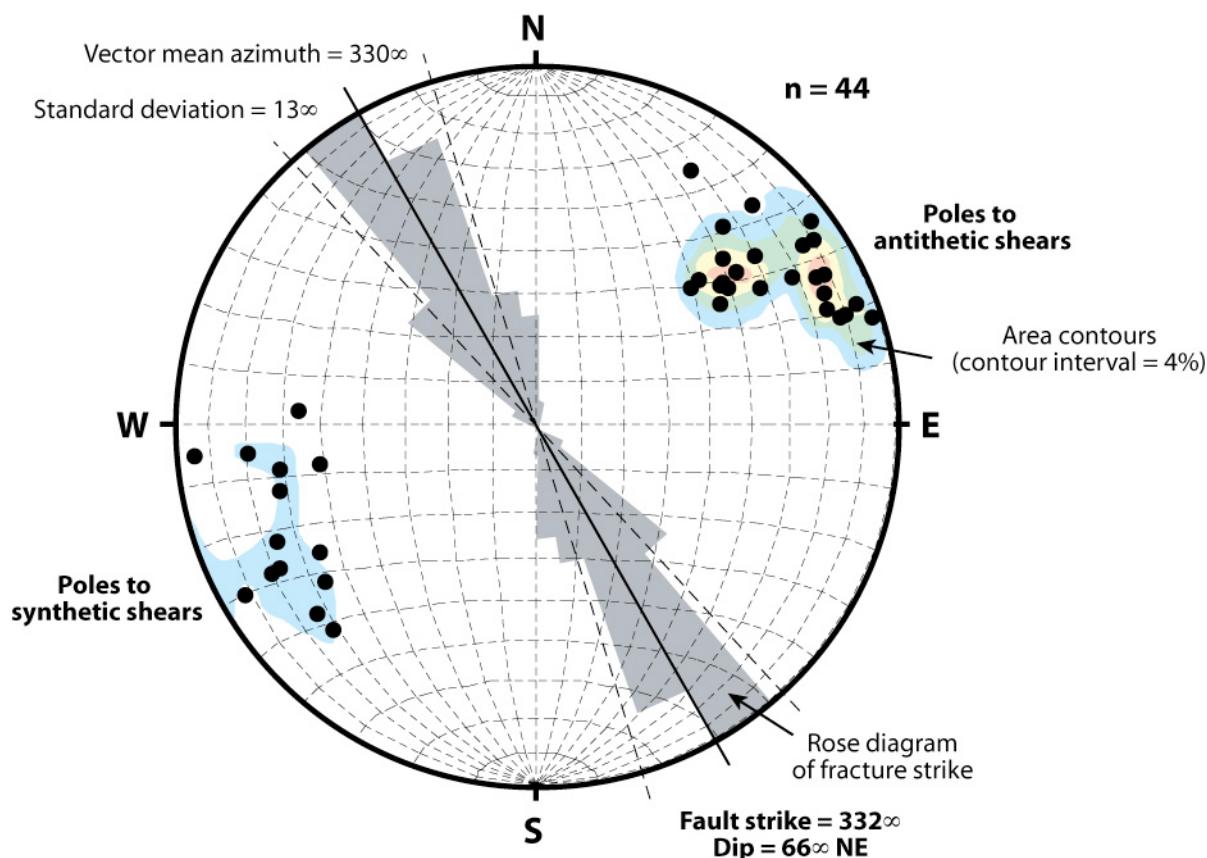 N
Vector mean azimuth = 330∞
n = 44
Standard deviation = 13∞
Poles to
antithetic shears
Area contours
(contour interval = 4%)
W
E
Poles to
synthetic shears
Rose diagram
of fracture strike
S
Fault strike = 332∞
Dip = 66∞ NE